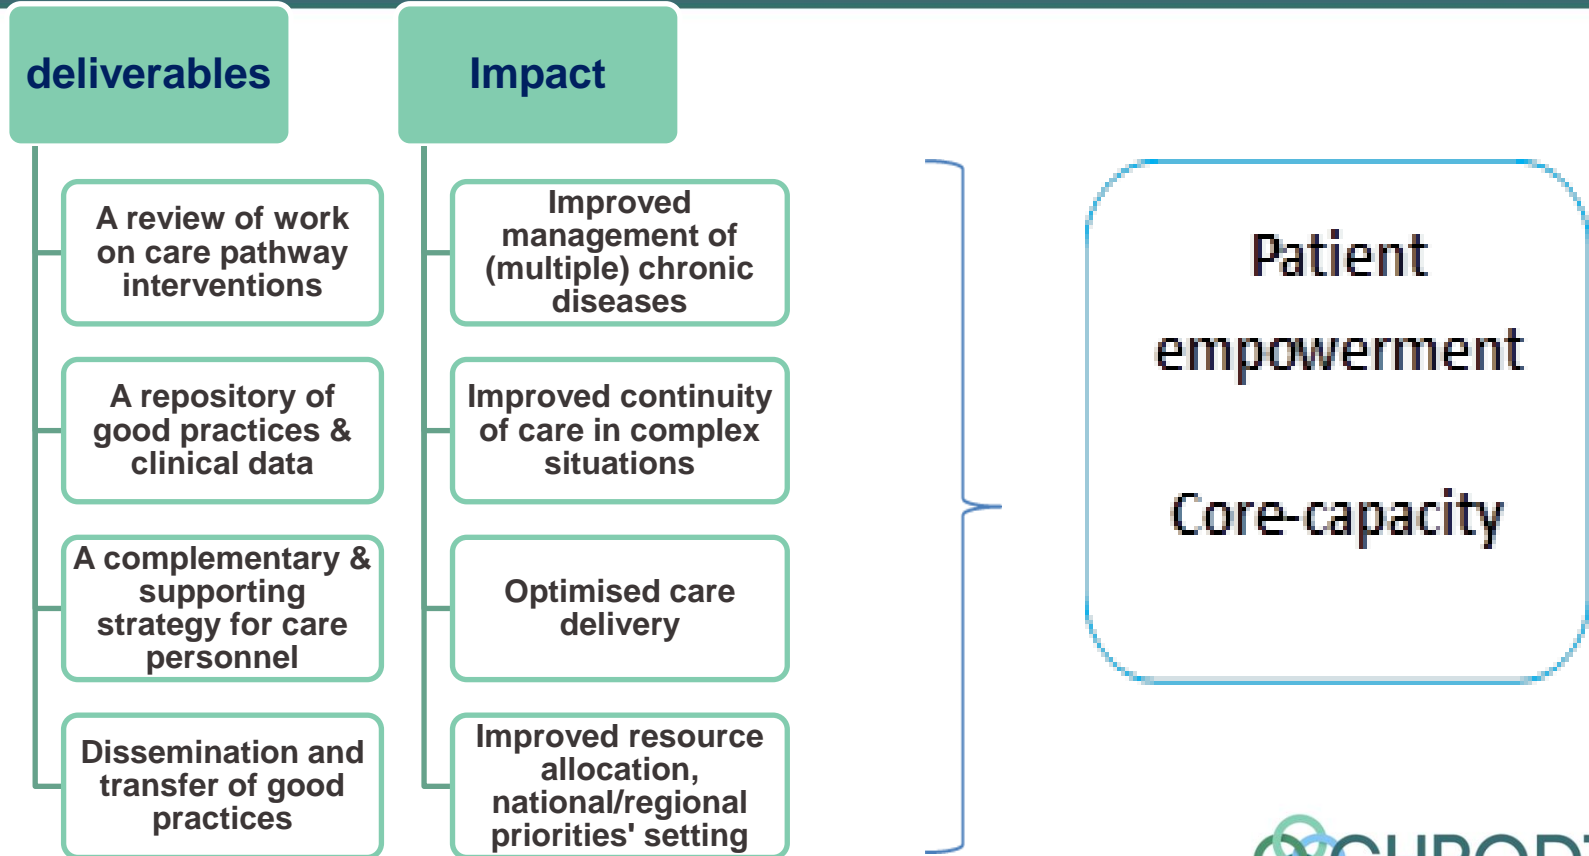 deliverables
A review of work
on care pathway
interventions
A repository of
good practices &
clinical data
A complementary &
supporting
strategy for care
personnel
Dissemination and
transfer of good
practices
Impact
Improved
management of
(multiple) chronic
diseases
Improved continuity
of care in complex
situations
Optimised care
delivery
Improved resource
allocation,
national/regional
priorities' setting
Patient
empowerment
Core-capacity